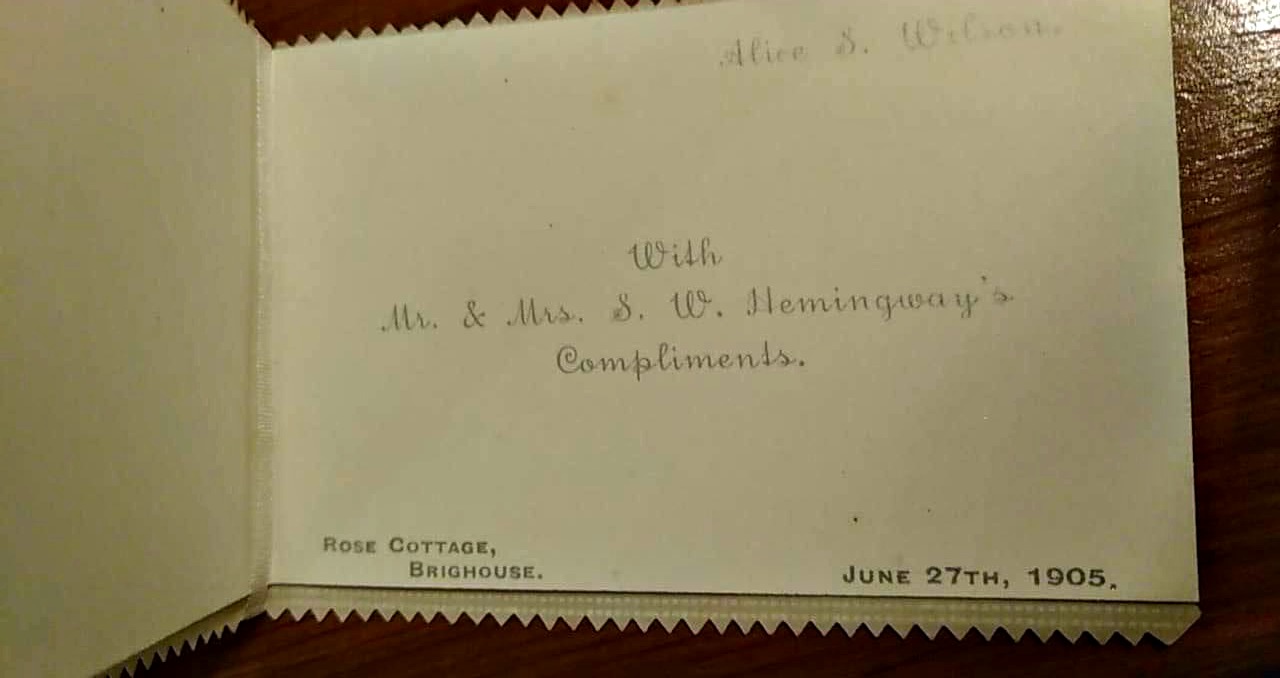 Alice S. Wilson.
With
Mr. & Mrs. S. W. Hemingway's
Compliments.
Rose Cottage,
Brighouse.
June 27th, 1905.